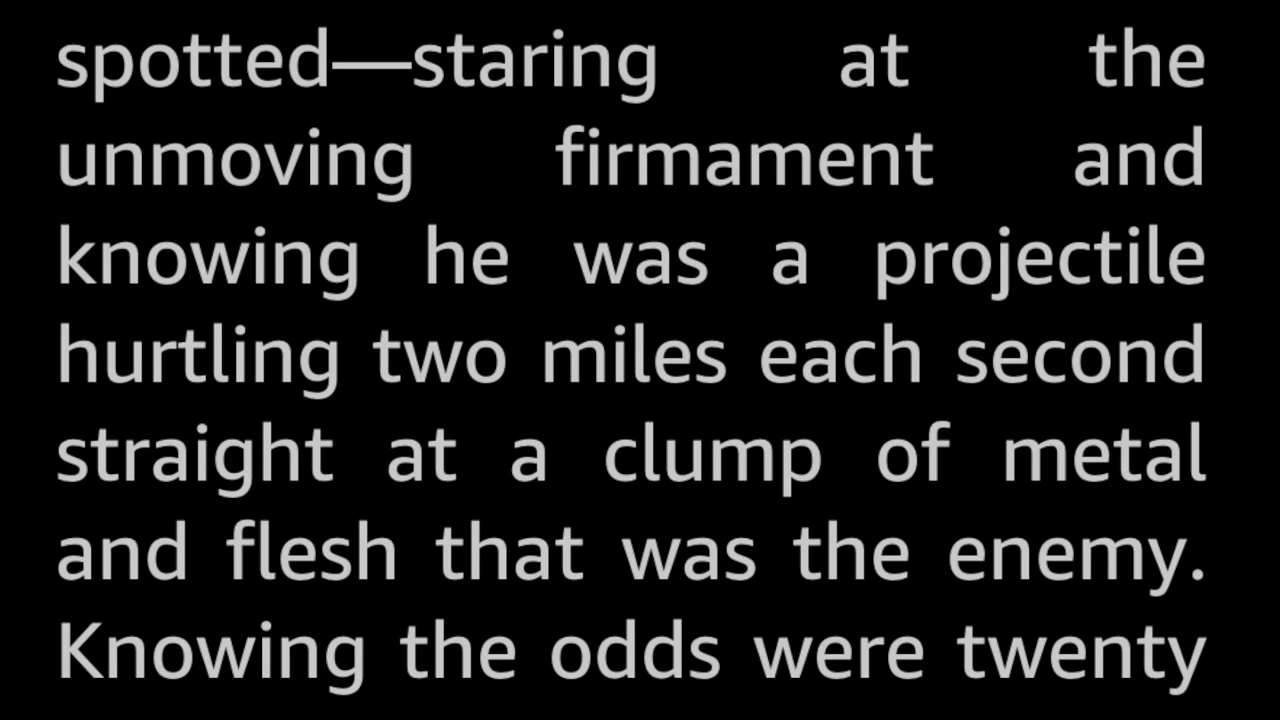 spotted—staring at the
unmoving firmament and
knowing he was a projectile
hurtling two miles each second
straight at a clump of metal
and flesh that was the enemy.
Knowing the odds were twenty